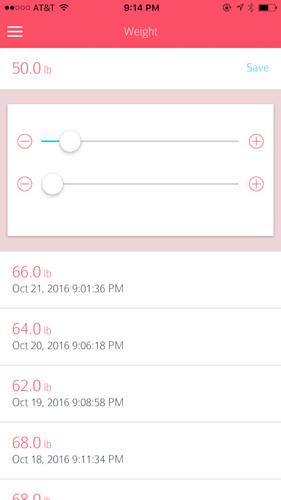 AT&T 9:14 PM
Weight
50.0 lb Save
66.0 lb
Oct 21, 2016 9:01:36 PM
64.0 lb
Oct 20, 2016 9:06:18 PM
62.0 lb
Oct 19, 2016 9:08:58 PM
68.0 lb
Oct 18, 2016 9:11:34 PM
68.0 lb